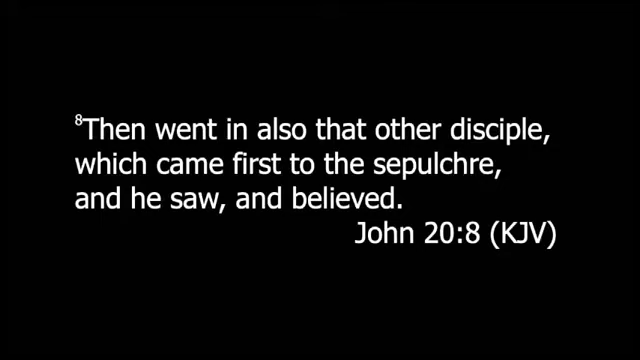 ⁸Then went in also that other disciple,
which came first to the sepulchre,
and he saw, and believed.
John 20:8 (KJV)